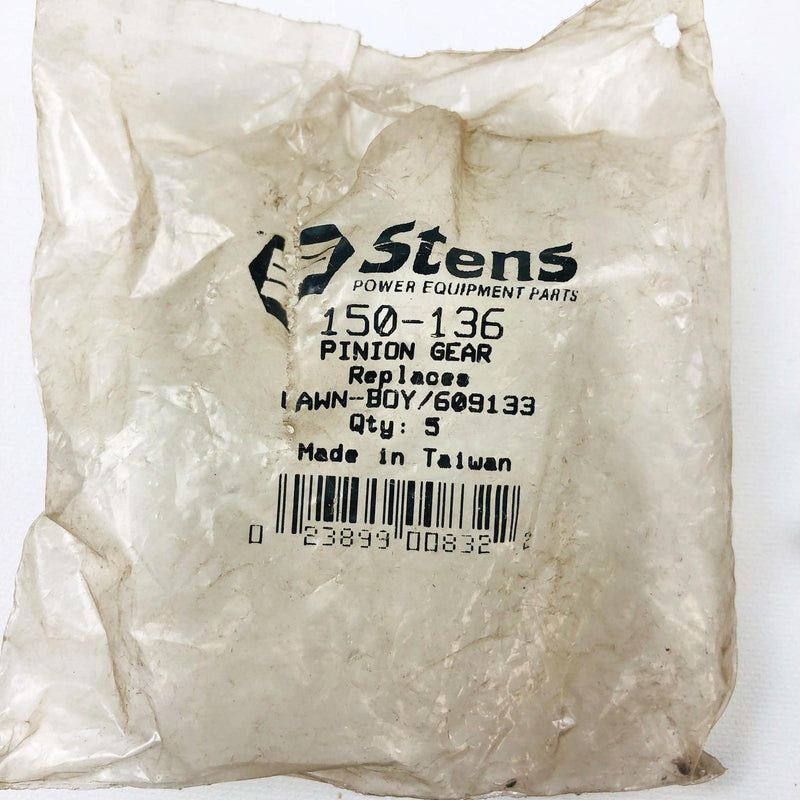 Stens
POWER EQUIPMENT PARTS
150-136
PINION GEAR
Replaces
LAWN-BOY/609133
Qty: 5
Made in Taiwan
0 23899 00832 2